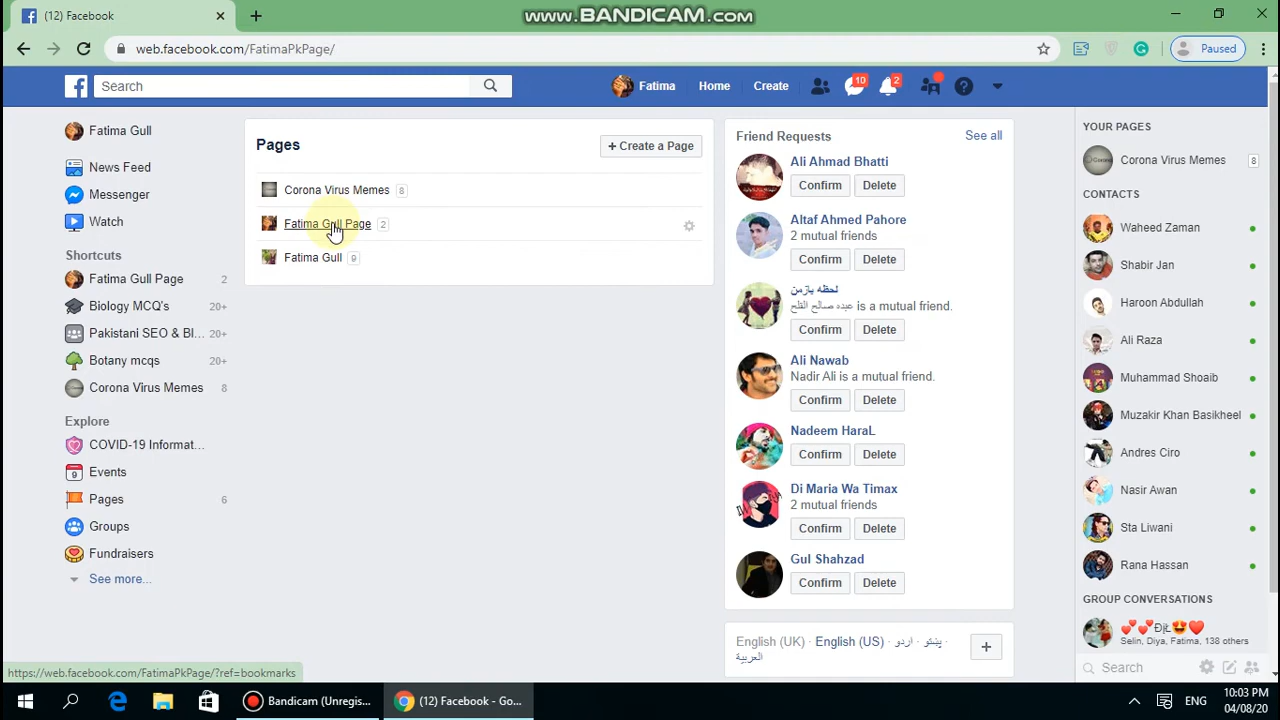 WWW.BANDICAM.COM
(12) Facebook
web.facebook.com/FatimaPkPage/
Paused
Search
Fatima
Home
Create
10
2
Fatima Gull
News Feed
Messenger
Watch
Shortcuts
Fatima Gull Page 2
Biology MCQ's 20+
Pakistani SEO & Bl... 20+
Botany mcqs 20+
Corona Virus Memes 8
Explore
COVID-19 Informat...
9 Events
Pages 6
Groups
Fundraisers
See more...
Pages
+ Create a Page
Corona Virus Memes 8
Fatima Gull Page 2
Fatima Gull 9
Friend Requests
See all
Ali Ahmad Bhatti
Confirm Delete
Altaf Ahmed Pahore
2 mutual friends
Confirm Delete
لحظه بازمن
عبده صالح الفلح is a mutual friend.
Confirm Delete
Ali Nawab
Nadir Ali is a mutual friend.
Confirm Delete
Nadeem HaraL
Confirm Delete
Di Maria Wa Timax
2 mutual friends
Confirm Delete
Gul Shahzad
Confirm Delete
English (UK) · English (US) · اردو · پښتو ·
العربية
+
YOUR PAGES
Corona Virus Memes 8
CONTACTS
Waheed Zaman
Shabir Jan
Haroon Abdullah
Ali Raza
Muhammad Shoaib
Muzakir Khan Basikheel
Andres Ciro
Nasir Awan
Sta Liwani
Rana Hassan
GROUP CONVERSATIONS
Selin, Diya, Fatima, 138 others
Search
https://web.facebook.com/FatimaPkPage/?ref=bookmarks
Bandicam (Unregis...
(12) Facebook - Go...
ENG
10:03 PM
04/08/20